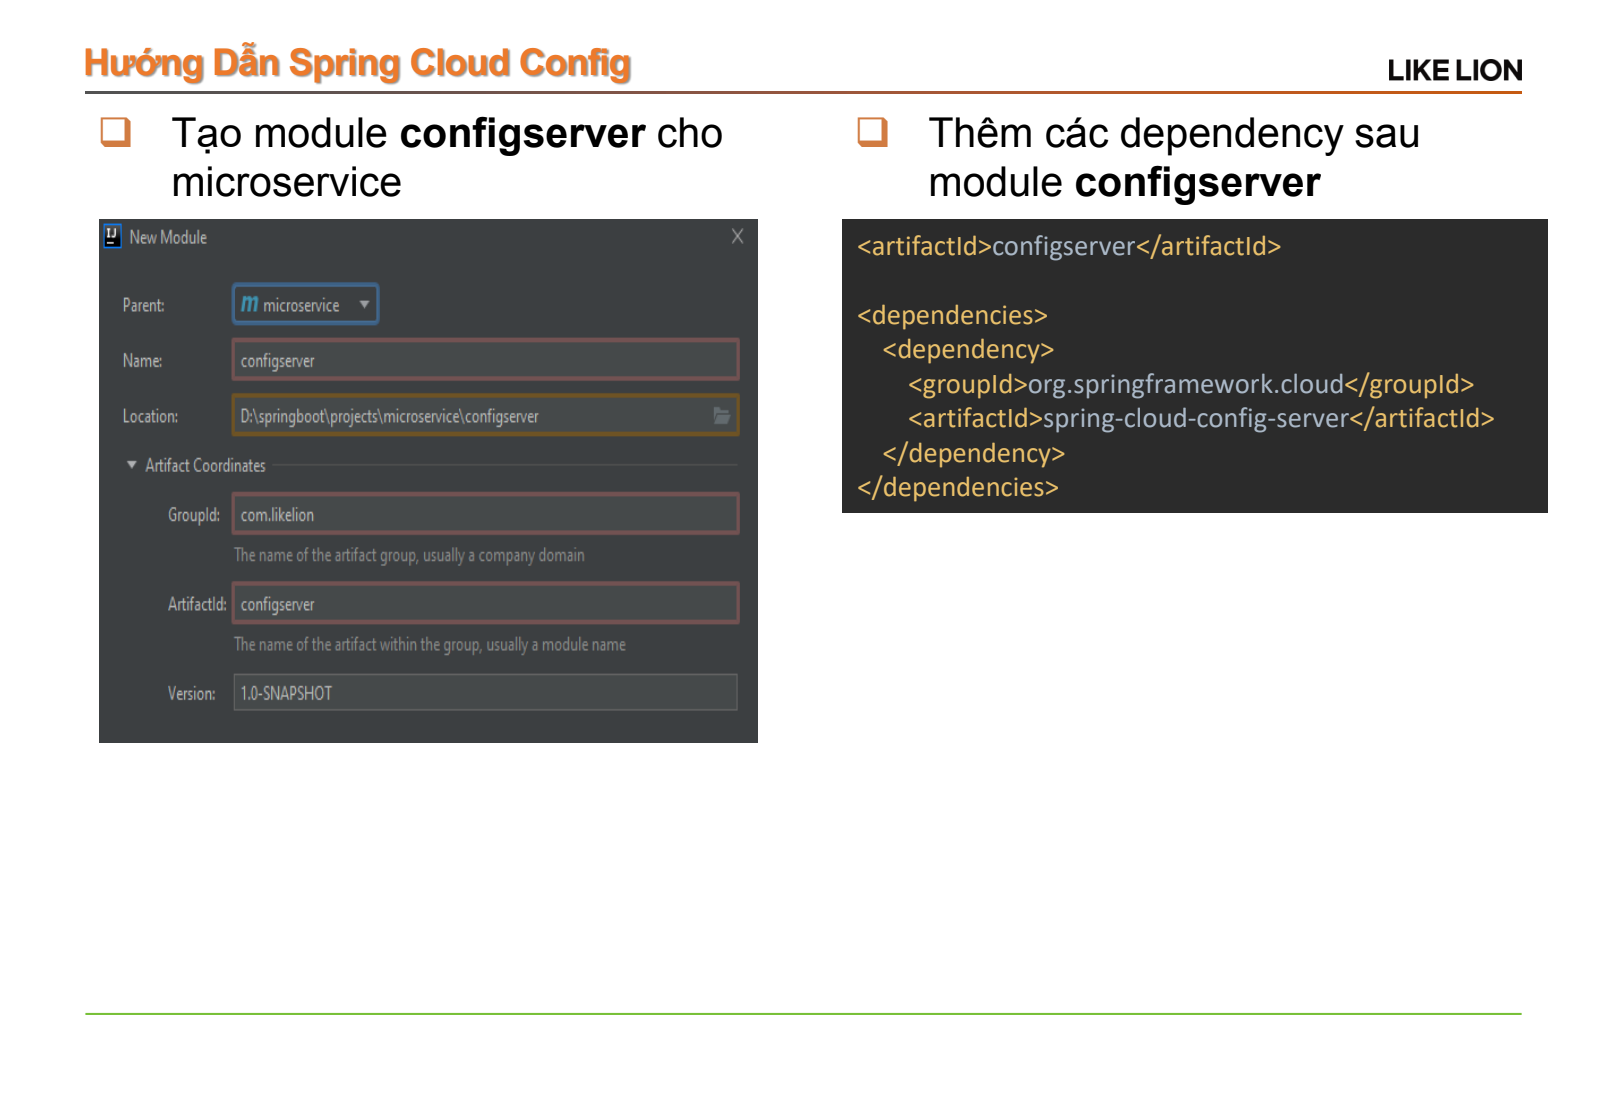 Hướng Dẫn Spring Cloud Config
LIKE LION
Tạo module configserver cho
microservice
New Module
Parent:
microservice
Name:
configserver
Location:
D:\springboot\projects\microservice\configserver
Artifact Coordinates
GroupId:
com.likelion
The name of the artifact group, usually a company domain
ArtifactId:
configserver
The name of the artifact within the group, usually a module name
Version:
1.0-SNAPSHOT
Thêm các dependency sau
module configserver
<artifactId>configserver</artifactId>
<dependencies>
<dependency>
<groupId>org.springframework.cloud</groupId>
<artifactId>spring-cloud-config-server</artifactId>
</dependency>
</dependencies>